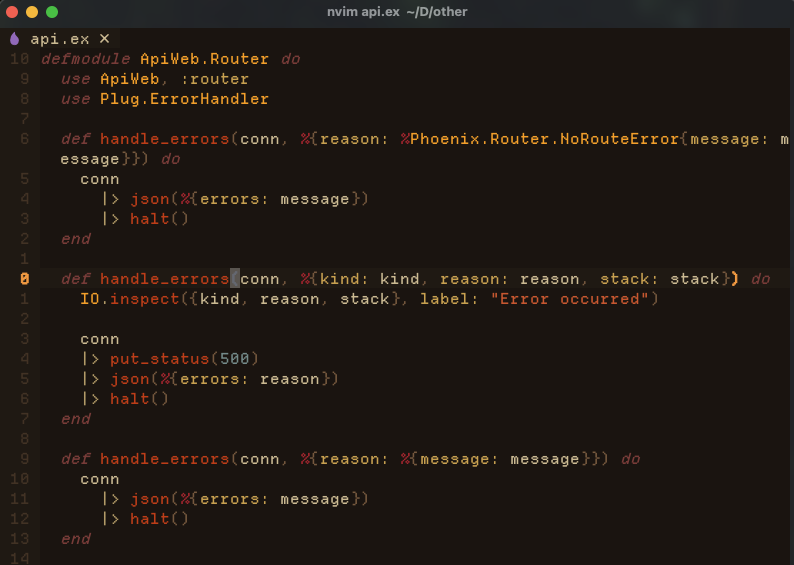 nvim api.ex ~/D/other
api.ex ✕
10 defmodule ApiWeb.Router do
9 use ApiWeb, :router
8 use Plug.ErrorHandler
7
6 def handle_errors(conn, %{reason: %Phoenix.Router.NoRouteError{message: m
essage}}) do
5 conn
4 |> json(%{errors: message})
3 |> halt()
2 end
1
0 def handle_errors(conn, %{kind: kind, reason: reason, stack: stack}) do
1 IO.inspect({kind, reason, stack}, label: "Error occurred")
2
3 conn
4 |> put_status(500)
5 |> json(%{errors: reason})
6 |> halt()
7 end
8
9 def handle_errors(conn, %{reason: %{message: message}}) do
10 conn
11 |> json(%{errors: message})
12 |> halt()
13 end
14